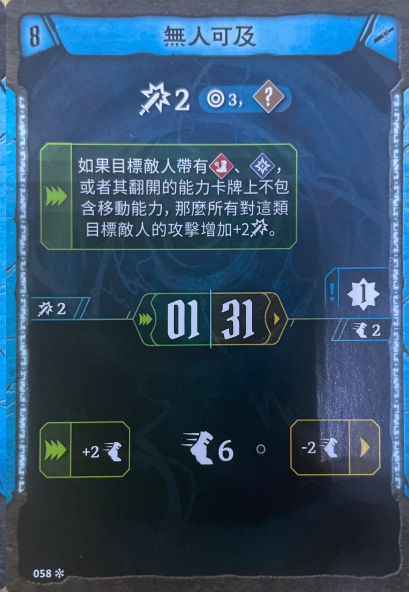 8 無人可及
2 3, ?
如果目標敵人帶有、,
或者其翻開的能力卡牌上不包
含移動能力,那麼所有對這類
目標敵人的攻擊增加+2。
! 1
2 01 31 2
+2 6 -2
058